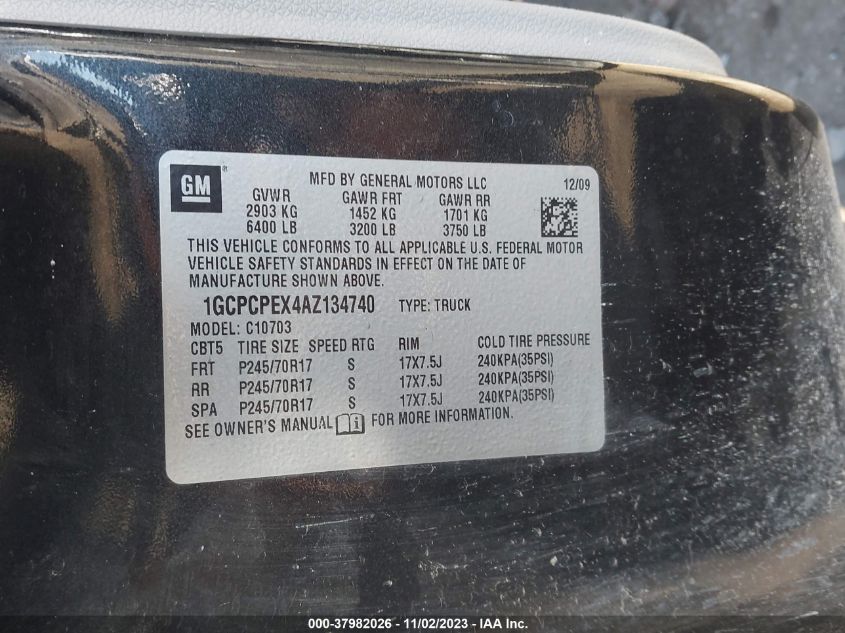 GM
MFD BY GENERAL MOTORS LLC
12/09
GVWR GAWR FRT GAWR RR
2903 KG 1452 KG 1701 KG
6400 LB 3200 LB 3750 LB
THIS VEHICLE CONFORMS TO ALL APPLICABLE U.S. FEDERAL MOTOR
VEHICLE SAFETY STANDARDS IN EFFECT ON THE DATE OF
MANUFACTURE SHOWN ABOVE.
1GCPCPEX4AZ134740 TYPE: TRUCK
MODEL: C10703
CBT5 TIRE SIZE SPEED RTG RIM COLD TIRE PRESSURE
FRT P245/70R17 S 17X7.5J 240KPA(35PSI)
RR P245/70R17 S 17X7.5J 240KPA(35PSI)
SPA P245/70R17 S 17X7.5J 240KPA(35PSI)
SEE OWNER'S MANUAL i FOR MORE INFORMATION.
000-37982026 - 11/02/2023 - IAA Inc.